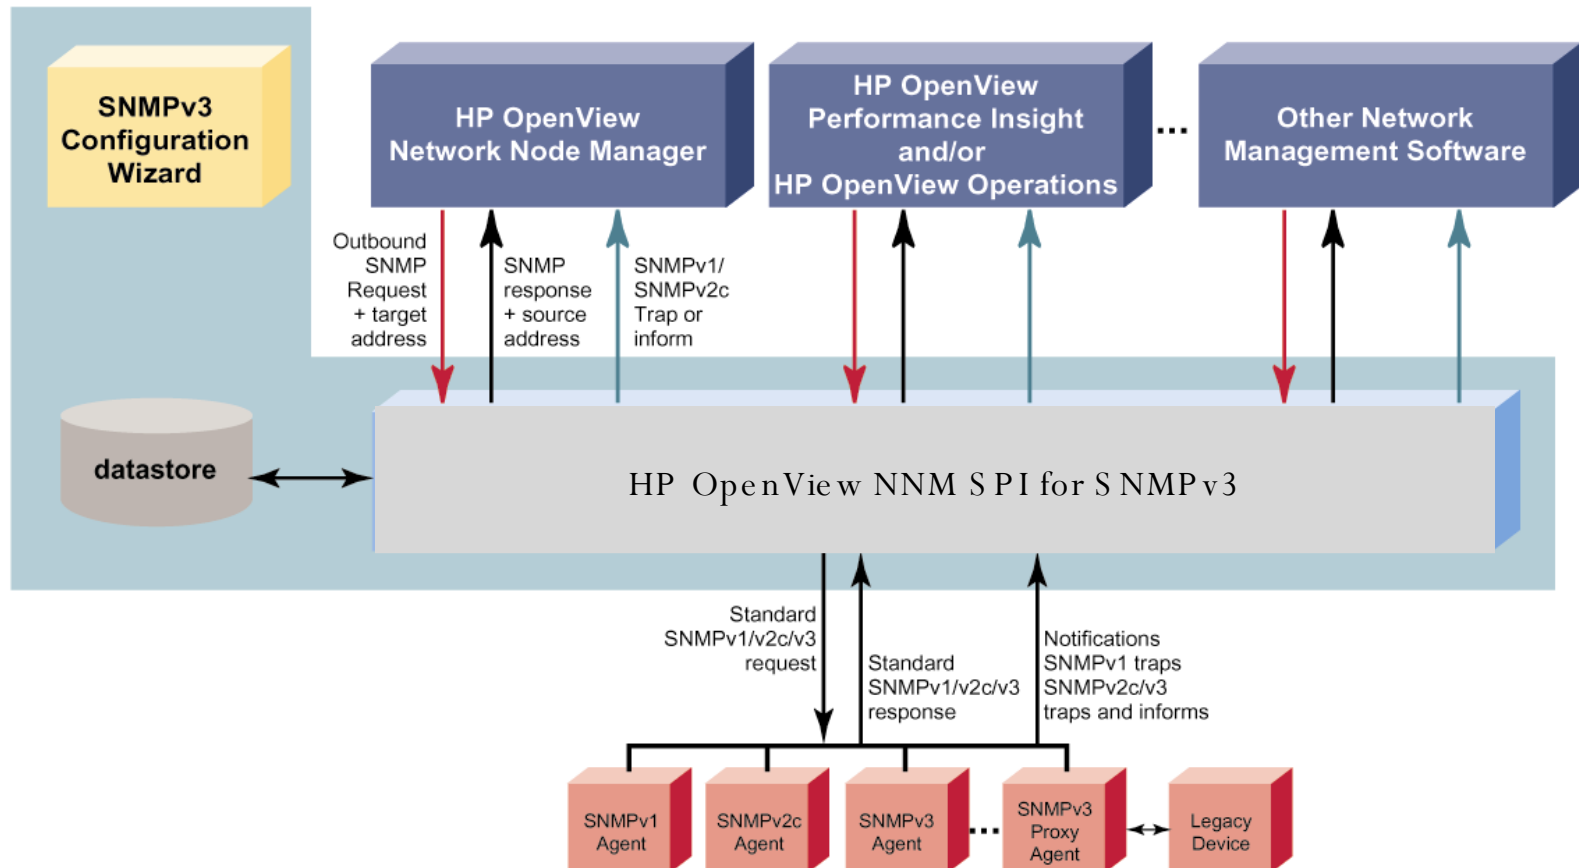 SNMPv3
Configuration
Wizard
HP OpenView
Network Node Manager
HP OpenView
Performance Insight
and/or
HP OpenView Operations
...
Other Network
Management Software
Outbound
SNMP
Request
+ target
address
SNMP
response
+ source
address
SNMPv1/
SNMPv2c
Trap or
inform
datastore
HP OpenView NNM SPI for SNMPv3
Standard
SNMPv1/v2c/v3
request
Standard
SNMPv1/v2c/v3
response
Notifications
SNMPv1 traps
SNMPv2c/v3
traps and informs
SNMPv1
Agent
SNMPv2c
Agent
SNMPv3
Agent
...
SNMPv3
Proxy
Agent
Legacy
Device